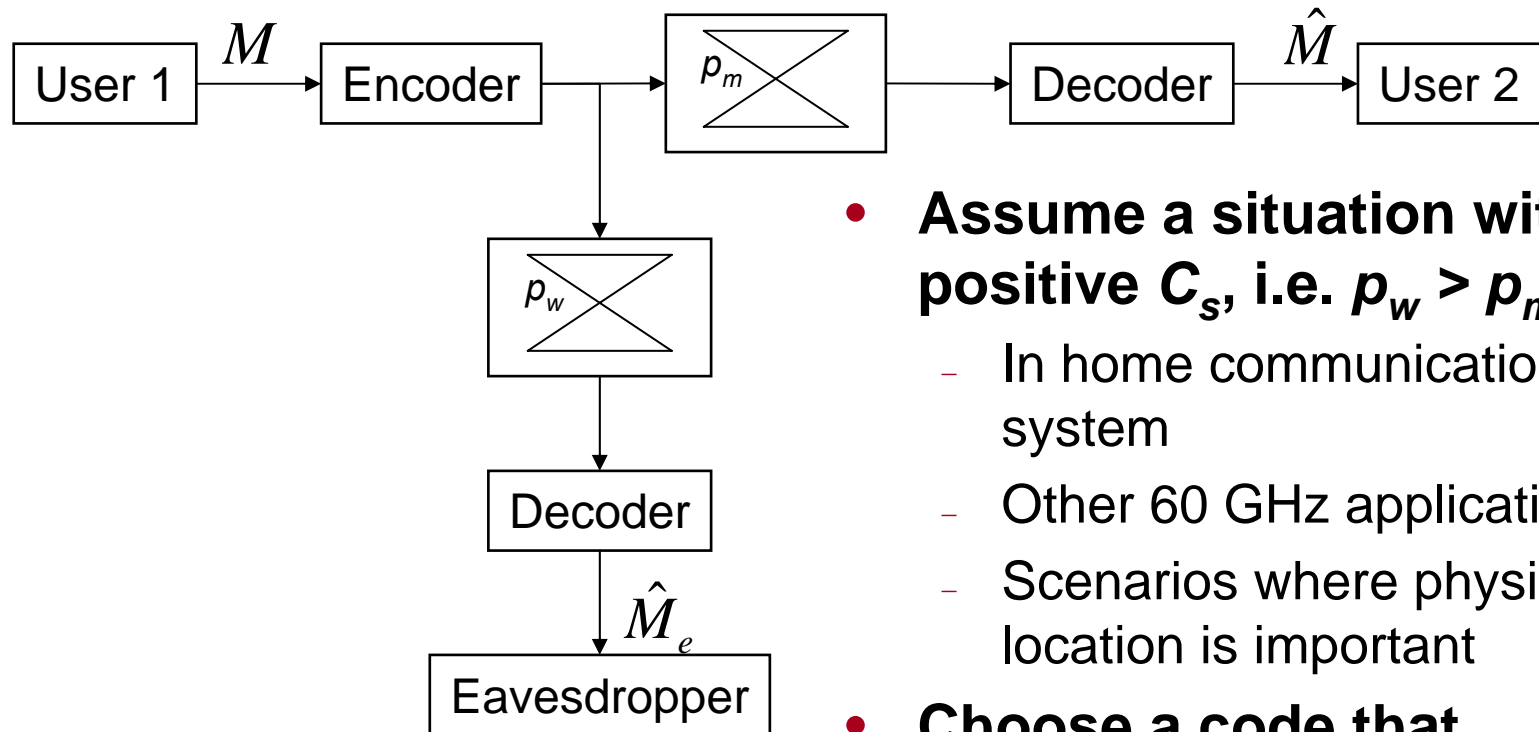 User 1
M
Encoder
p_m
Decoder
M̂
User 2
p_w
Decoder
M̂_e
Eavesdropper
• Assume a situation wi
positive C_s, i.e. p_w > p
- In home communicatio
system
- Other 60 GHz applicati
- Scenarios where physi
location is important
• Choose a code that